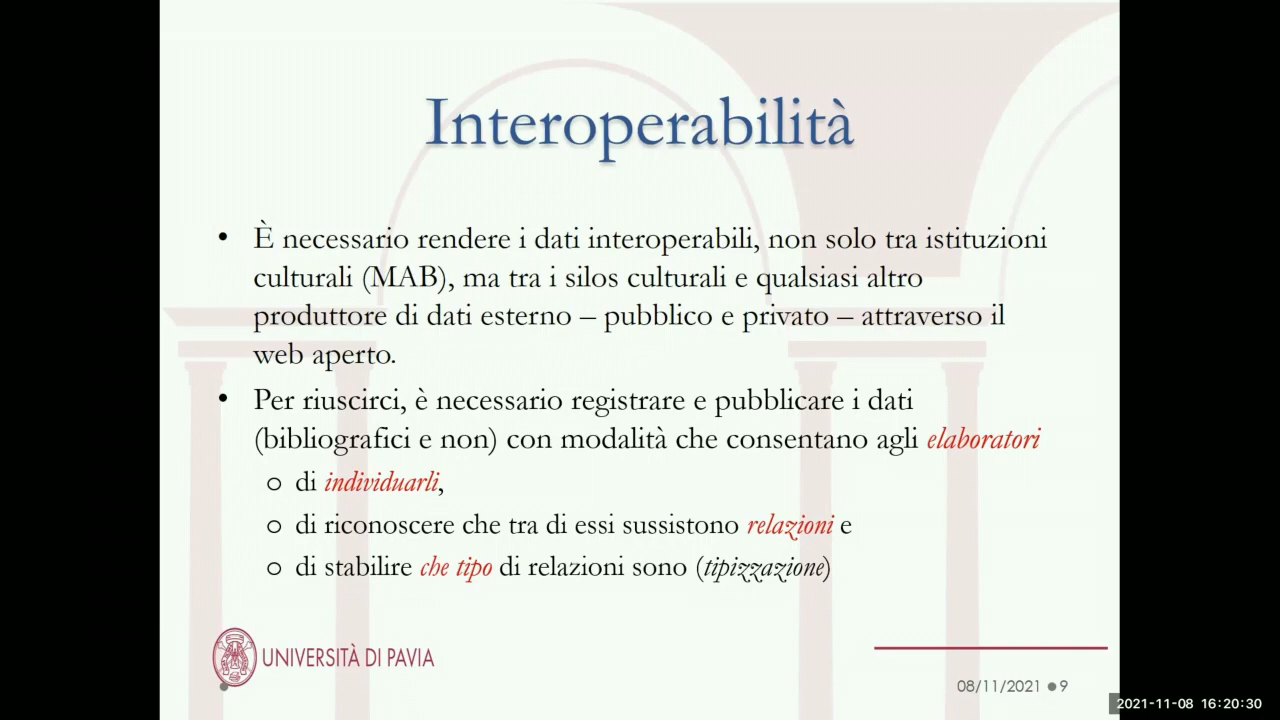 Interoperabilità
• È necessario rendere i dati interoperabili, non solo tra istituzioni
culturali (MAB), ma tra i silos culturali e qualsiasi altro
produttore di dati esterno – pubblico e privato – attraverso il
web aperto.
• Per riuscirci, è necessario registrare e pubblicare i dati
(bibliografici e non) con modalità che consentano agli elaboratori
o di individuarli,
o di riconoscere che tra di essi sussistono relazioni e
o di stabilire che tipo di relazioni sono (tipizzazione)
UNIVERSITÀ DI PAVIA
08/11/2021 ● 9
2021-11-08 16:20:30